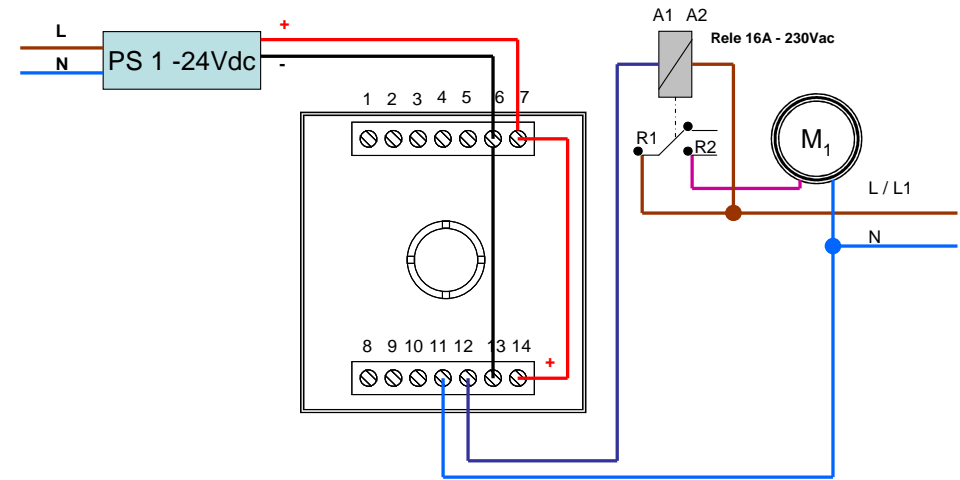 L
N
PS 1 -24Vdc
+
-
A1 A2
Rele 16A - 230Vac
1 2 3 4 5 6 7
R1
R2
M1
L / L1
N
8 9 10 11 12 13 14
+